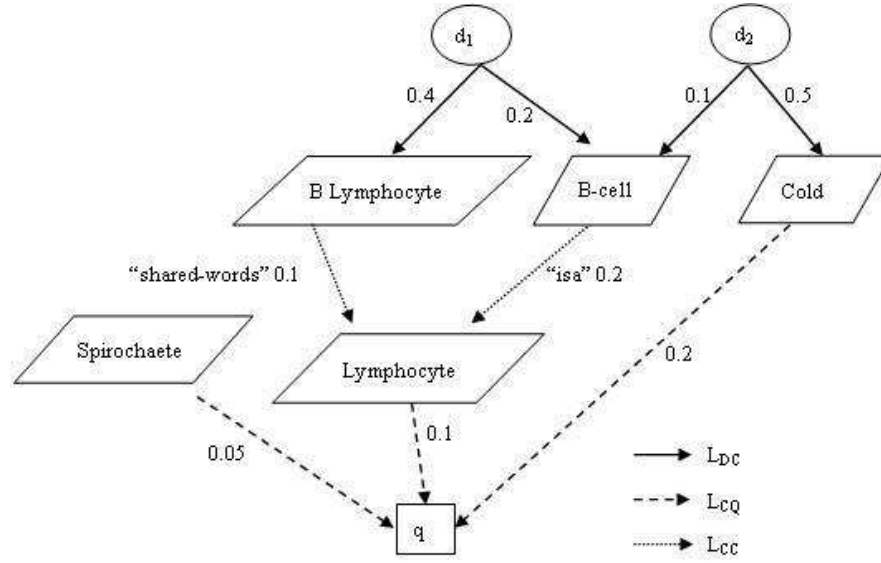 d1
d2
0.4
0.2
0.1
0.5
B Lymphocyte
B-cell
Cold
“shared-words” 0.1
“isa” 0.2
Spirochaete
Lymphocyte
0.2
0.05
0.1
q
LDC
LCQ
LCC